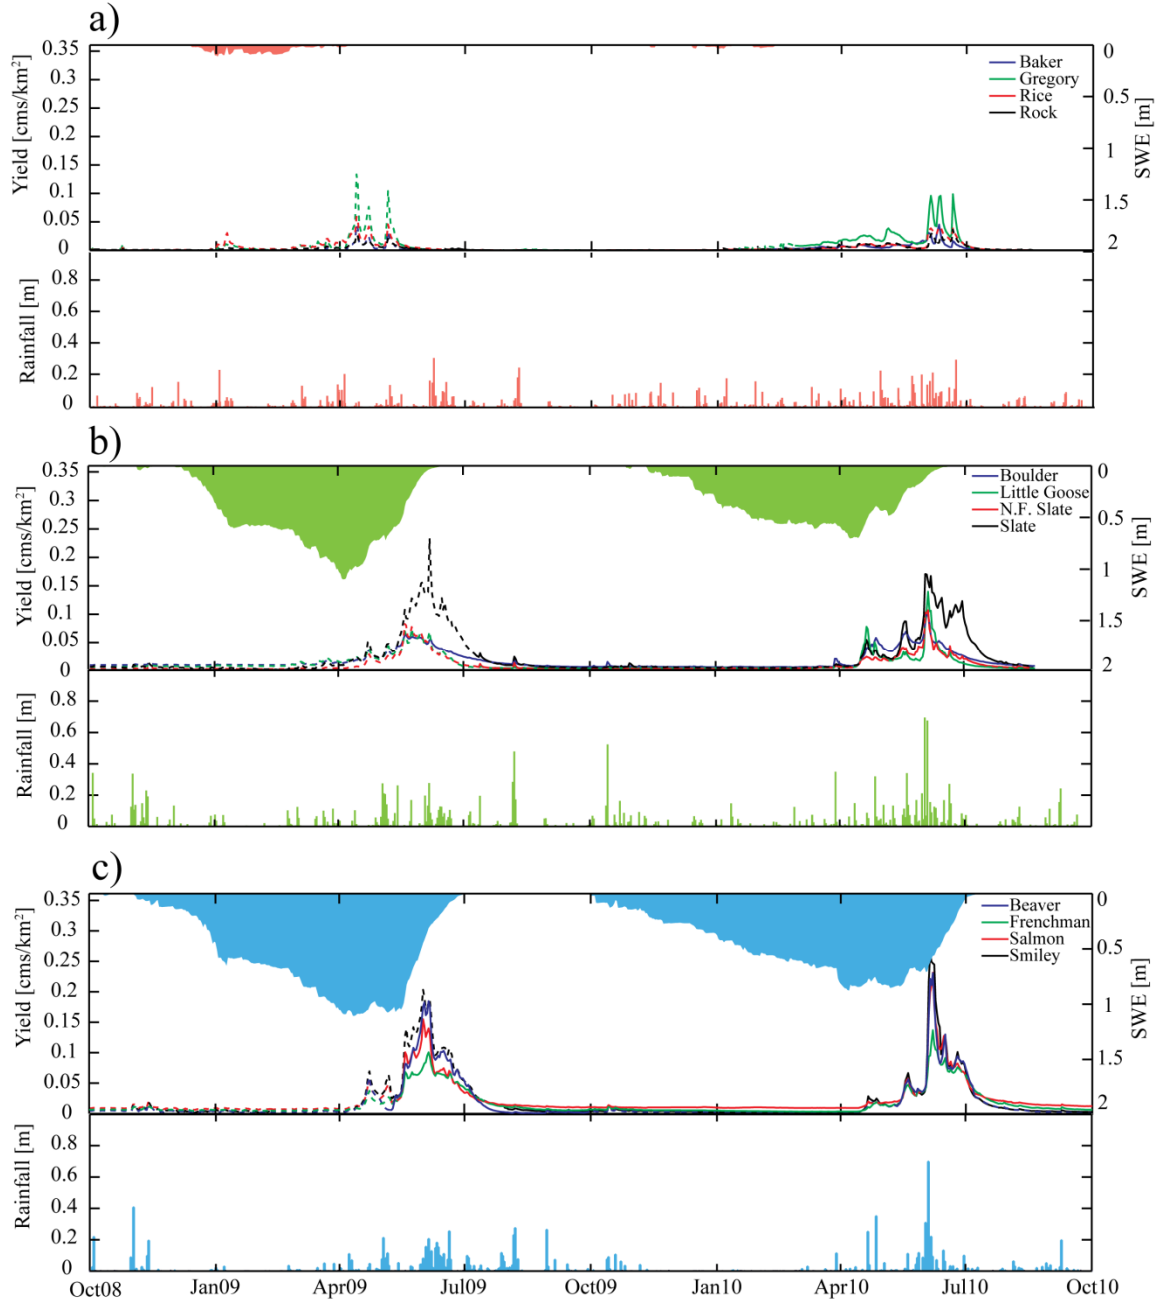 a)
0.35
0.3
0.25
0.2
0.15
0.1
0.05
0
Yield [cms/km²]
0
0.5
1
1.5
2
SWE [m]
Baker
Gregory
Rice
Rock
0.8
0.6
0.4
0.2
0
Rainfall [m]
b)
0.35
0.3
0.25
0.2
0.15
0.1
0.05
0
Yield [cms/km²]
0
0.5
1
1.5
2
SWE [m]
Boulder
Little Goose
N.F. Slate
Slate
0.8
0.6
0.4
0.2
0
Rainfall [m]
c)
0.35
0.3
0.25
0.2
0.15
0.1
0.05
0
Yield [cms/km²]
0
0.5
1
1.5
2
SWE [m]
Beaver
Frenchman
Salmon
Smiley
0.8
0.6
0.4
0.2
0
Rainfall [m]
Oct08 Jan09 Apr09 Jul09 Oct09 Jan10 Apr10 Jul10 Oct10